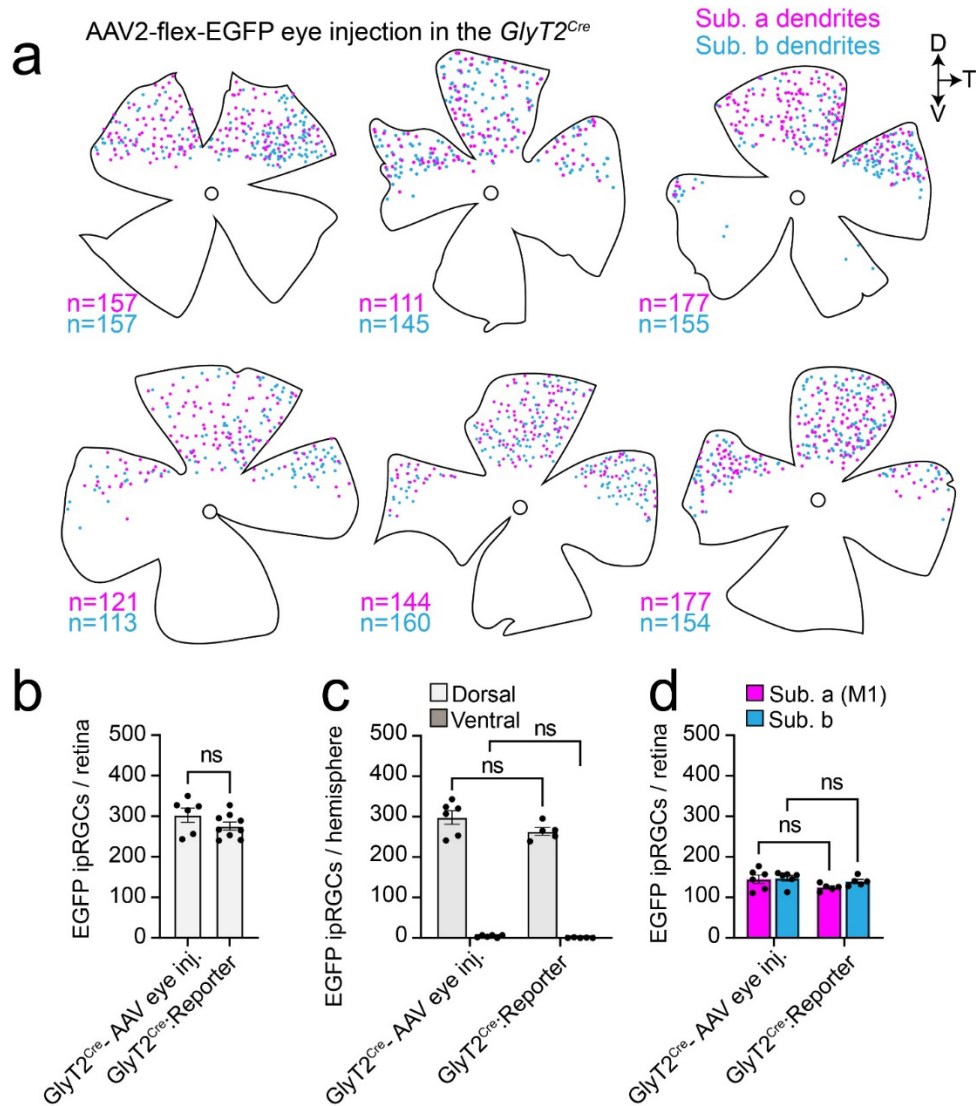 a
AAV2-flex-EGFP eye injection in the GlyT2Cre
Sub. a dendrites
Sub. b dendrites
D
T
V
n=157
n=157
n=111
n=145
n=177
n=155
n=121
n=113
n=144
n=160
n=177
n=154
b
EGFP ipRGCs / retina
500
400
300
200
100
0
ns
GlyT2Cre- AAV eye inj.
GlyT2Cre:Reporter
c
Dorsal
Ventral
EGFP ipRGCs / hemisphere
500
400
300
200
100
0
ns
ns
GlyT2Cre- AAV eye inj.
GlyT2Cre:Reporter
d
Sub. a (M1)
Sub. b
EGFP ipRGCs / retina
500
400
300
200
100
0
ns
ns
GlyT2Cre- AAV eye inj.
GlyT2Cre:Reporter